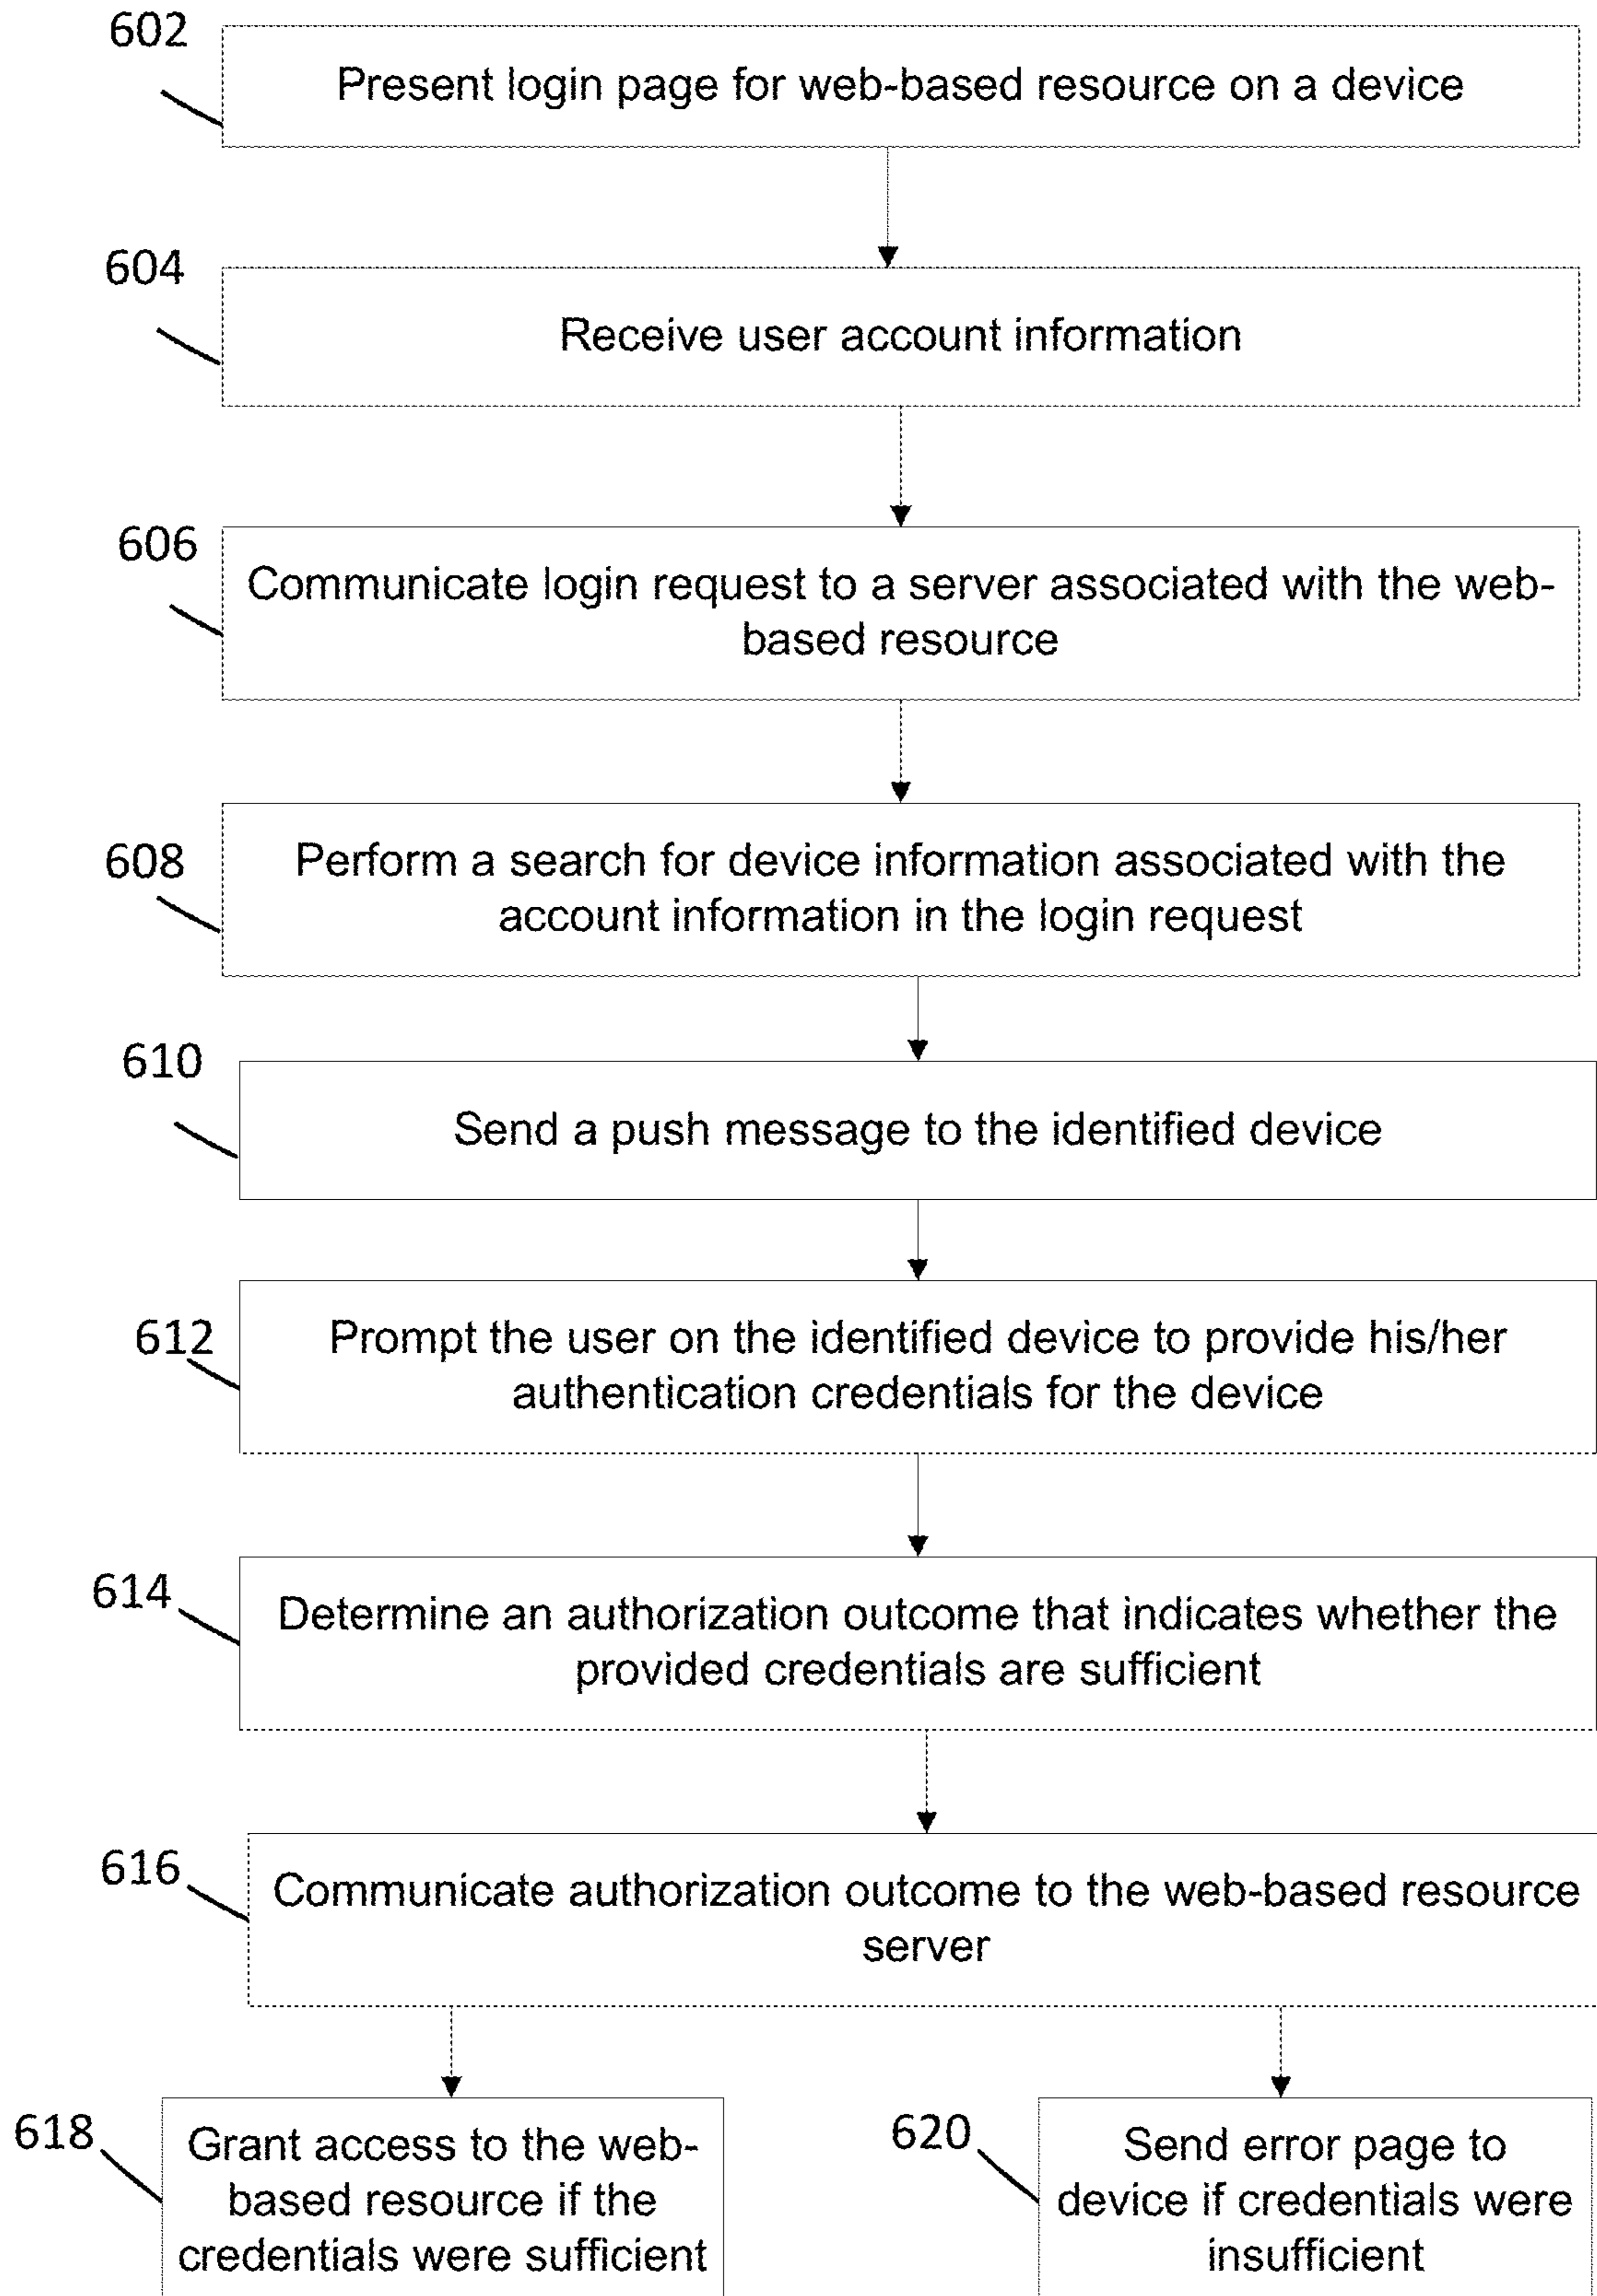 602
Present login page for web-based resource on a device
604
Receive user account information
606
Communicate login request to a server associated with the web-
based resource
608
Perform a search for device information associated with the
account information in the login request
610
Send a push message to the identified device
612
Prompt the user on the identified device to provide his/her
authentication credentials for the device
614
Determine an authorization outcome that indicates whether the
provided credentials are sufficient
616
Communicate authorization outcome to the web-based resource
server
618
Grant access to the web-
based resource if the
credentials were sufficient
620
Send error page to
device if credentials were
insufficient